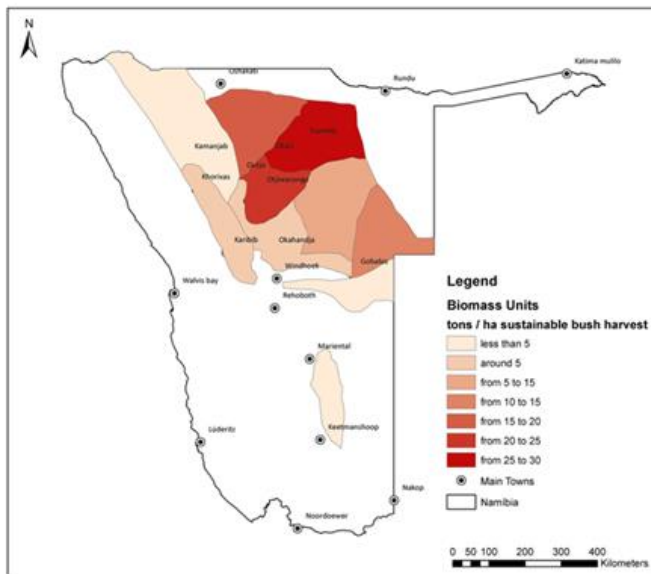 N
Katima mulilo
Oshakati
Rundu
Kamanjab
Khorixas
Otjiwarongo
Karibib
Okahandja
Gobabis
Windhoek
Walvis bay
Rehoboth
Mariental
Keetmanshoop
Lüderitz
Nakop
Noordoewer
Legend
Biomass Units
tons / ha sustainable bush harvest
less than 5
around 5
from 5 to 15
from 10 to 15
from 15 to 20
from 20 to 25
from 25 to 30
Main Towns
Namibia
0 50 100 200 300 400
Kilometers